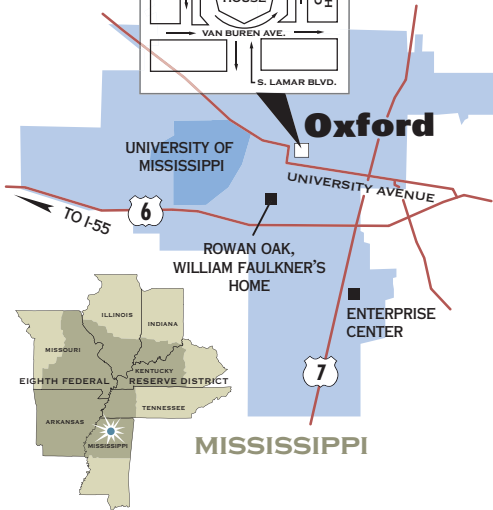 HOUSE
VAN BUREN AVE.
S. LAMAR BLVD.
Oxford
UNIVERSITY OF
MISSISSIPPI
UNIVERSITY AVENUE
TO I-55
6
ROWAN OAK,
WILLIAM FAULKNER'S
HOME
ENTERPRISE
CENTER
7
ILLINOIS
INDIANA
MISSOURI
KENTUCKY
EIGHTH FEDERAL RESERVE DISTRICT
TENNESSEE
ARKANSAS
MISSISSIPPI
MISSISSIPPI